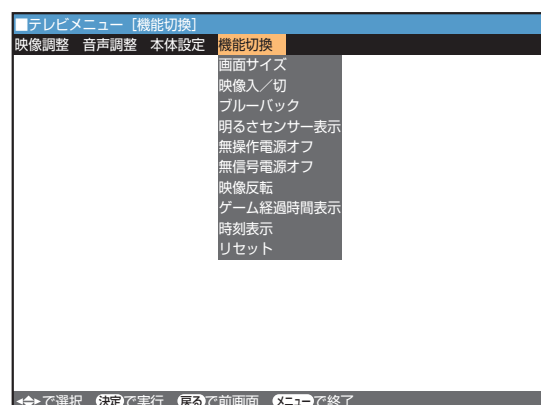 ■テレビメニュー［機能切換］
映像調整 音声調整 本体設定 機能切換
画面サイズ
映像入／切
ブルーバック
明るさセンサー表示
無操作電源オフ
無信号電源オフ
映像反転
ゲーム経過時間表示
時刻表示
リセット
で選択 決定で実行 戻るで前画面 メニューで終了